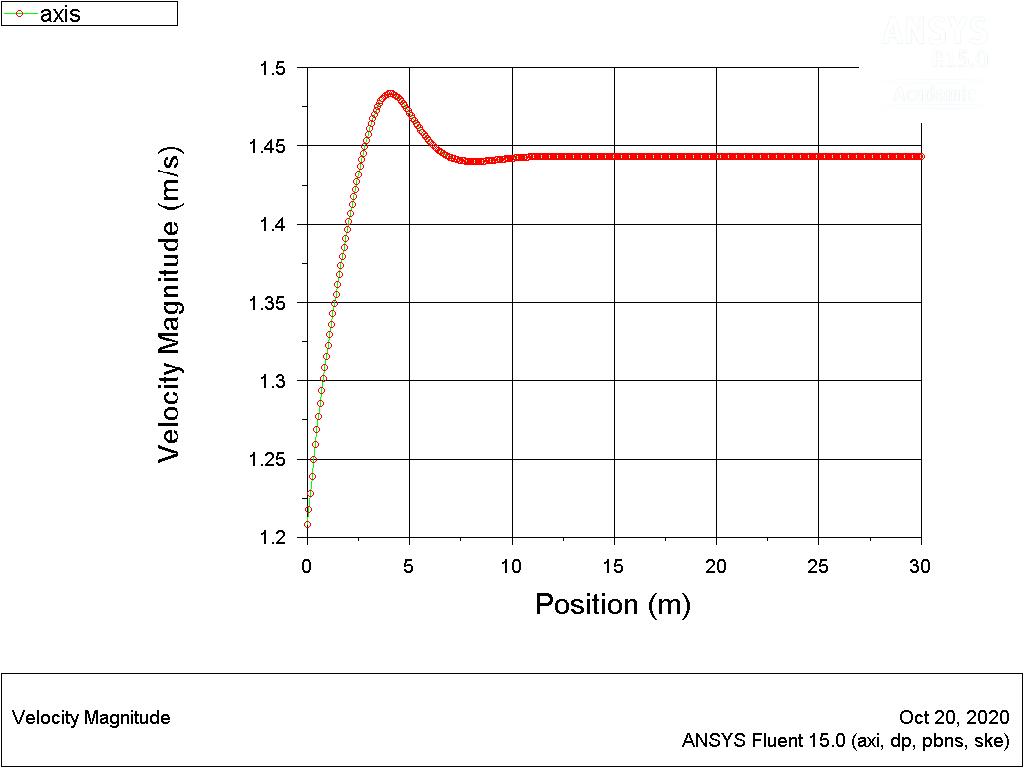 axis
ANSYS
R15.0
Academic
1.5
1.45
1.4
1.35
1.3
1.25
1.2
Velocity Magnitude (m/s)
0 5 10 15 20 25 30
Position (m)
Velocity Magnitude
Oct 20, 2020
ANSYS Fluent 15.0 (axi, dp, pbns, ske)